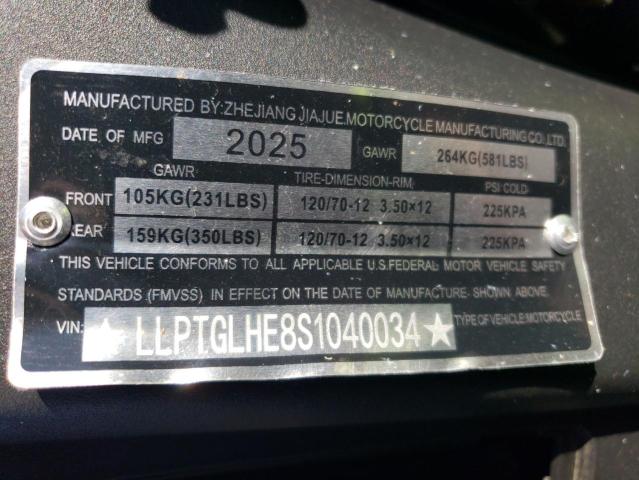 MANUFACTURED BY:ZHEJIANG JIAJUE.MOTORCYCLE MANUFACTURING CO.,LTD.
DATE OF MFG 2025 GAWR 264KG(581LBS)
GAWR TIRE-DIMENSION-RIM PSI COLD
FRONT 105KG(231LBS) 120/70-12 3.50×12 225KPA
REAR 159KG(350LBS) 120/70-12 3.50×12 225KPA
THIS VEHICLE CONFORMS TO ALL APPLICABLE U.S.FEDERAL MOTOR VEHICLE SAFETY
STANDARDS (FMVSS) IN EFFECT ON THE DATE OF MANUFACTURE SHOWN ABOVE.
VIN: ★LLPTGLHE8S1040034★ TYPE OF VEHICLE:MOTORCYCLE